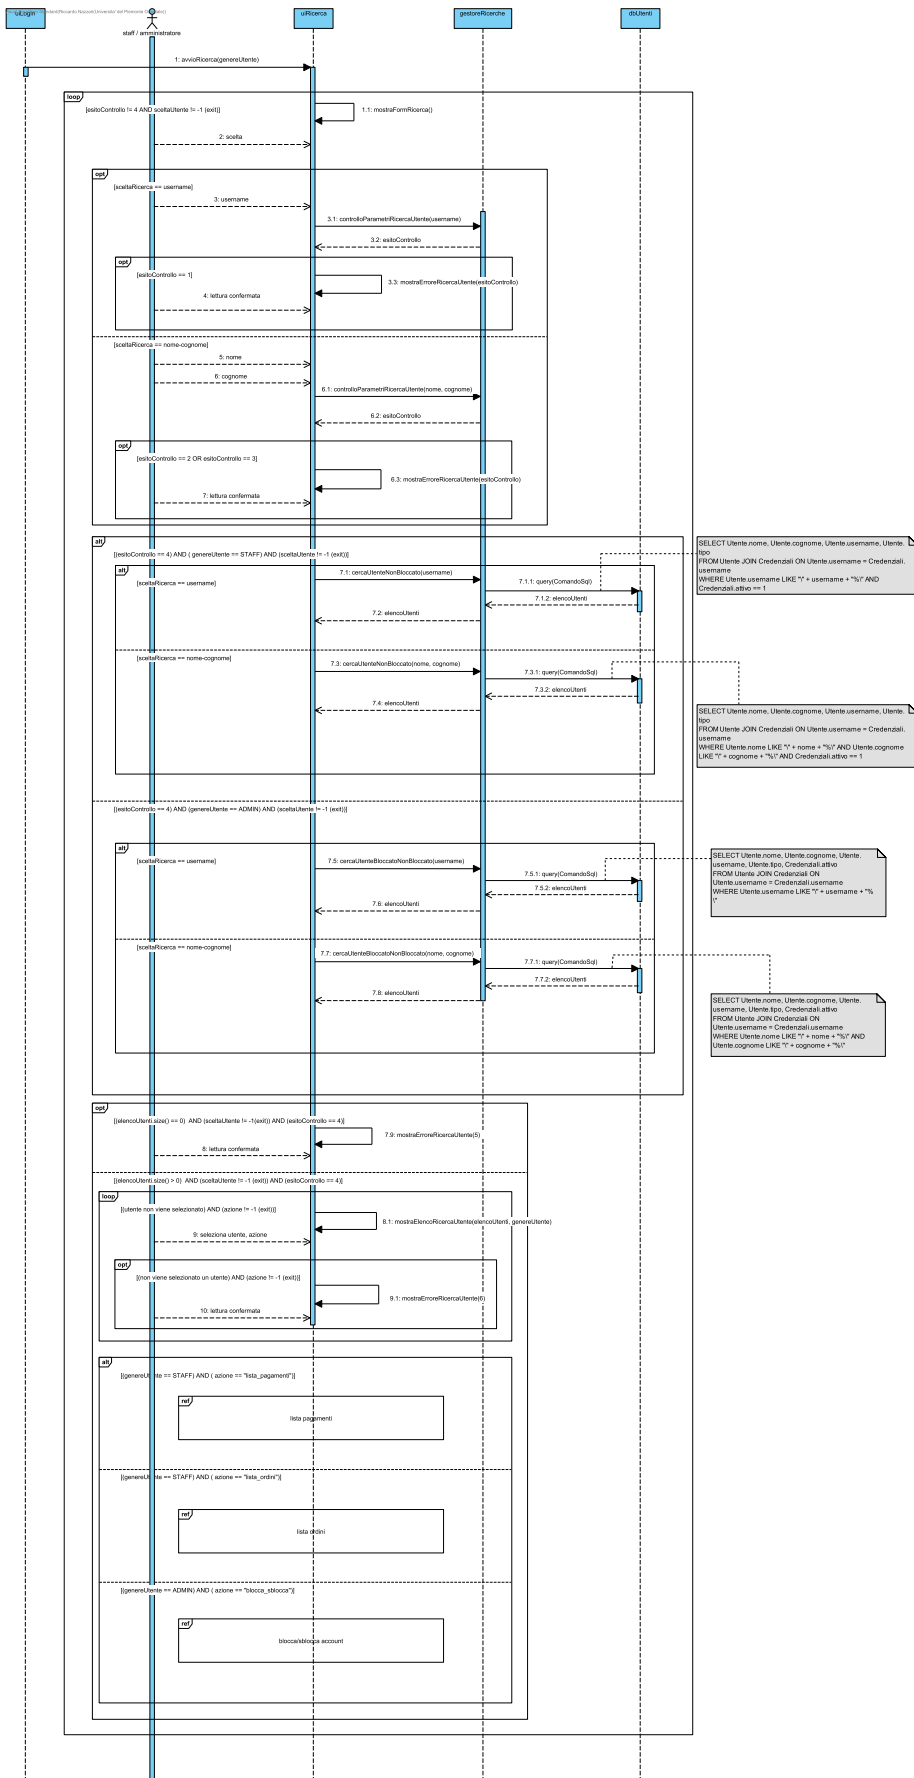 uiLogin
staff / amministratore
uiRicerca
gestoreRicerche
dbUtenti
1: avvioRicerca(genereUtente)
loop
[esitoControllo != 4 AND sceltaUtente != -1 (exit)]
1.1: mostraFormRicerca()
2: scelta
opt
[sceltaRicerca == username]
3: username
3.1: controlloParametriRicercaUtente(username)
3.2: esitoControllo
opt
[esitoControllo == 1]
3.3: mostraErroreRicercaUtente(esitoControllo)
4: lettura confermata
[sceltaRicerca == nome-cognome]
5: nome
6: cognome
6.1: controlloParametriRicercaUtente(nome, cognome)
6.2: esitoControllo
opt
[esitoControllo == 2 OR esitoControllo == 3]
6.3: mostraErroreRicercaUtente(esitoControllo)
7: lettura confermata
alt
[(esitoControllo == 4) AND ( genereUtente == STAFF) AND (sceltaUtente != -1 (exit))]
SELECT Utente.nome, Utente.cognome, Utente.username, Utente.
tipo
FROM Utente JOIN Credenziali ON Utente.username = Credenziali.
username
WHERE Utente.username LIKE "\" + username + "%\" AND
Credenziali.attivo == 1
alt
[sceltaRicerca == username]
7.1: cercaUtenteNonBloccato(username)
7.1.1: query(ComandoSql)
7.1.2: elencoUtenti
7.2: elencoUtenti
[sceltaRicerca == nome-cognome]
7.3: cercaUtenteNonBloccato(nome, cognome)
7.3.1: query(ComandoSql)
7.3.2: elencoUtenti
7.4: elencoUtenti
SELECT Utente.nome, Utente.cognome, Utente.username, Utente.
tipo
FROM Utente JOIN Credenziali ON Utente.username = Credenziali.
username
WHERE Utente.nome LIKE "\" + nome + "%\" AND Utente.cognome
LIKE "\" + cognome + "%\" AND Credenziali.attivo == 1
[(esitoControllo == 4) AND (genereUtente == ADMIN) AND (sceltaUtente != -1 (exit))]
alt
[sceltaRicerca == username]
7.5: cercaUtenteBloccatoNonBloccato(username)
7.5.1: query(ComandoSql)
7.5.2: elencoUtenti
7.6: elencoUtenti
SELECT Utente.nome, Utente.cognome, Utente.
username, Utente.tipo, Credenziali.attivo
FROM Utente JOIN Credenziali ON
Utente.username = Credenziali.username
WHERE Utente.username LIKE "\" + username + "%
\"
[sceltaRicerca == nome-cognome]
7.7: cercaUtenteBloccatoNonBloccato(nome, cognome)
7.7.1: query(ComandoSql)
7.7.2: elencoUtenti
7.8: elencoUtenti
SELECT Utente.nome, Utente.cognome, Utente.
username, Utente.tipo, Credenziali.attivo
FROM Utente JOIN Credenziali ON
Utente.username = Credenziali.username
WHERE Utente.nome LIKE "\" + nome + "%\" AND
Utente.cognome LIKE "\" + cognome + "%\"
opt
[(elencoUtenti.size() == 0) AND (sceltaUtente != -1(exit)) AND (esitoControllo == 4)]
7.9: mostraErroreRicercaUtente(5)
8: lettura confermata
[(elencoUtenti.size() > 0) AND (sceltaUtente != -1 (exit)) AND (esitoControllo == 4)]
loop
[(utente non viene selezionato) AND (azione != -1 (exit))]
8.1: mostraElencoRicercaUtente(elencoUtenti, genereUtente)
9: seleziona utente, azione
opt
[(non viene selezionato un utente) AND (azione != -1 (exit))]
9.1: mostraErroreRicercaUtente(6)
10: lettura confermata
alt
[(genereUtente == STAFF) AND ( azione == "lista_pagamenti")]
ref
lista pagamenti
[(genereUtente == STAFF) AND ( azione == "lista_ordini")]
ref
lista ordini
[(genereUtente == ADMIN) AND ( azione == "blocca_sblocca")]
ref
blocca/sblocca account